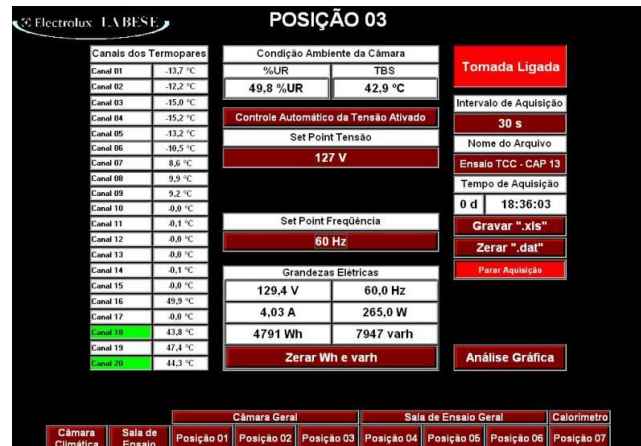 Electrolux LABESE
POSIÇÃO 03
Canais dos Termopares
Canal 01 -13,7 °C
Canal 02 -12,2 °C
Canal 03 -15,0 °C
Canal 04 -15,2 °C
Canal 05 -13,2 °C
Canal 06 -10,5 °C
Canal 07 8,6 °C
Canal 08 9,9 °C
Canal 09 9,2 °C
Canal 10 -0,0 °C
Canal 11 -0,1 °C
Canal 12 -0,0 °C
Canal 13 -0,0 °C
Canal 14 -0,1 °C
Canal 15 -0,0 °C
Canal 16 49,9 °C
Canal 17 -0,0 °C
Canal 18 43,8 °C
Canal 19 47,4 °C
Canal 20 44,3 °C
Condição Ambiente da Câmara
%UR TBS
49,8 %UR 42,9 °C
Controle Automático da Tensão Ativado
Set Point Tensão
127 V
Set Point Freqüência
60 Hz
Grandezas Elétricas
129,4 V 60,0 Hz
4,03 A 265,0 W
4791 Wh 7947 varh
Zerar Wh e varh
Tomada Ligada
Intervalo de Aquisição
30 s
Nome do Arquivo
Ensaio TCC - CAP 13
Tempo de Aquisição
0 d 18:36:03
Gravar ".xls"
Zerar ".dat"
Parar Aquisição
Análise Gráfica
Câmara Geral Sala de Ensaio Geral Calorímetro
Câmara Climática Sala de Ensaio Posição 01 Posição 02 Posição 03 Posição 04 Posição 05 Posição 06 Posição 07